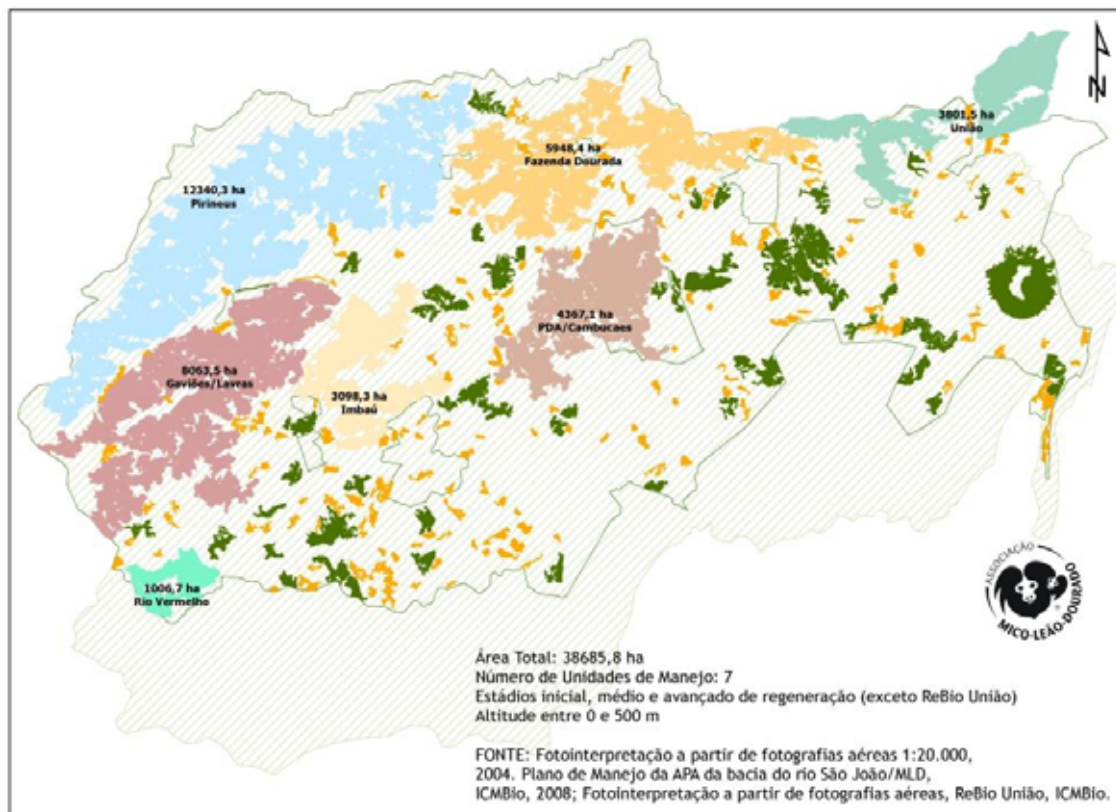 3801,5 ha
União
5948,4 ha
Fazenda Dourada
12340,3 ha
Pirineus
4367,1 ha
PDA/Cambucaes
8063,5 ha
Gaviões/Lavras
3098,3 ha
Imbaú
1006,7 ha
Rio Vermelho
N
ASSOCIAÇÃO
MICO-LEÃO-DOURADO
Área Total: 38685,8 ha
Número de Unidades de Manejo: 7
Estádios inicial, médio e avançado de regeneração (exceto ReBio União)
Altitude entre 0 e 500 m
FONTE: Fotointerpretação a partir de fotografias aéreas 1:20.000,
2004. Plano de Manejo da APA da bacia do rio São João/MLD,
ICMBio, 2008; Fotointerpretação a partir de fotografias aéreas, ReBio União, ICMBio.